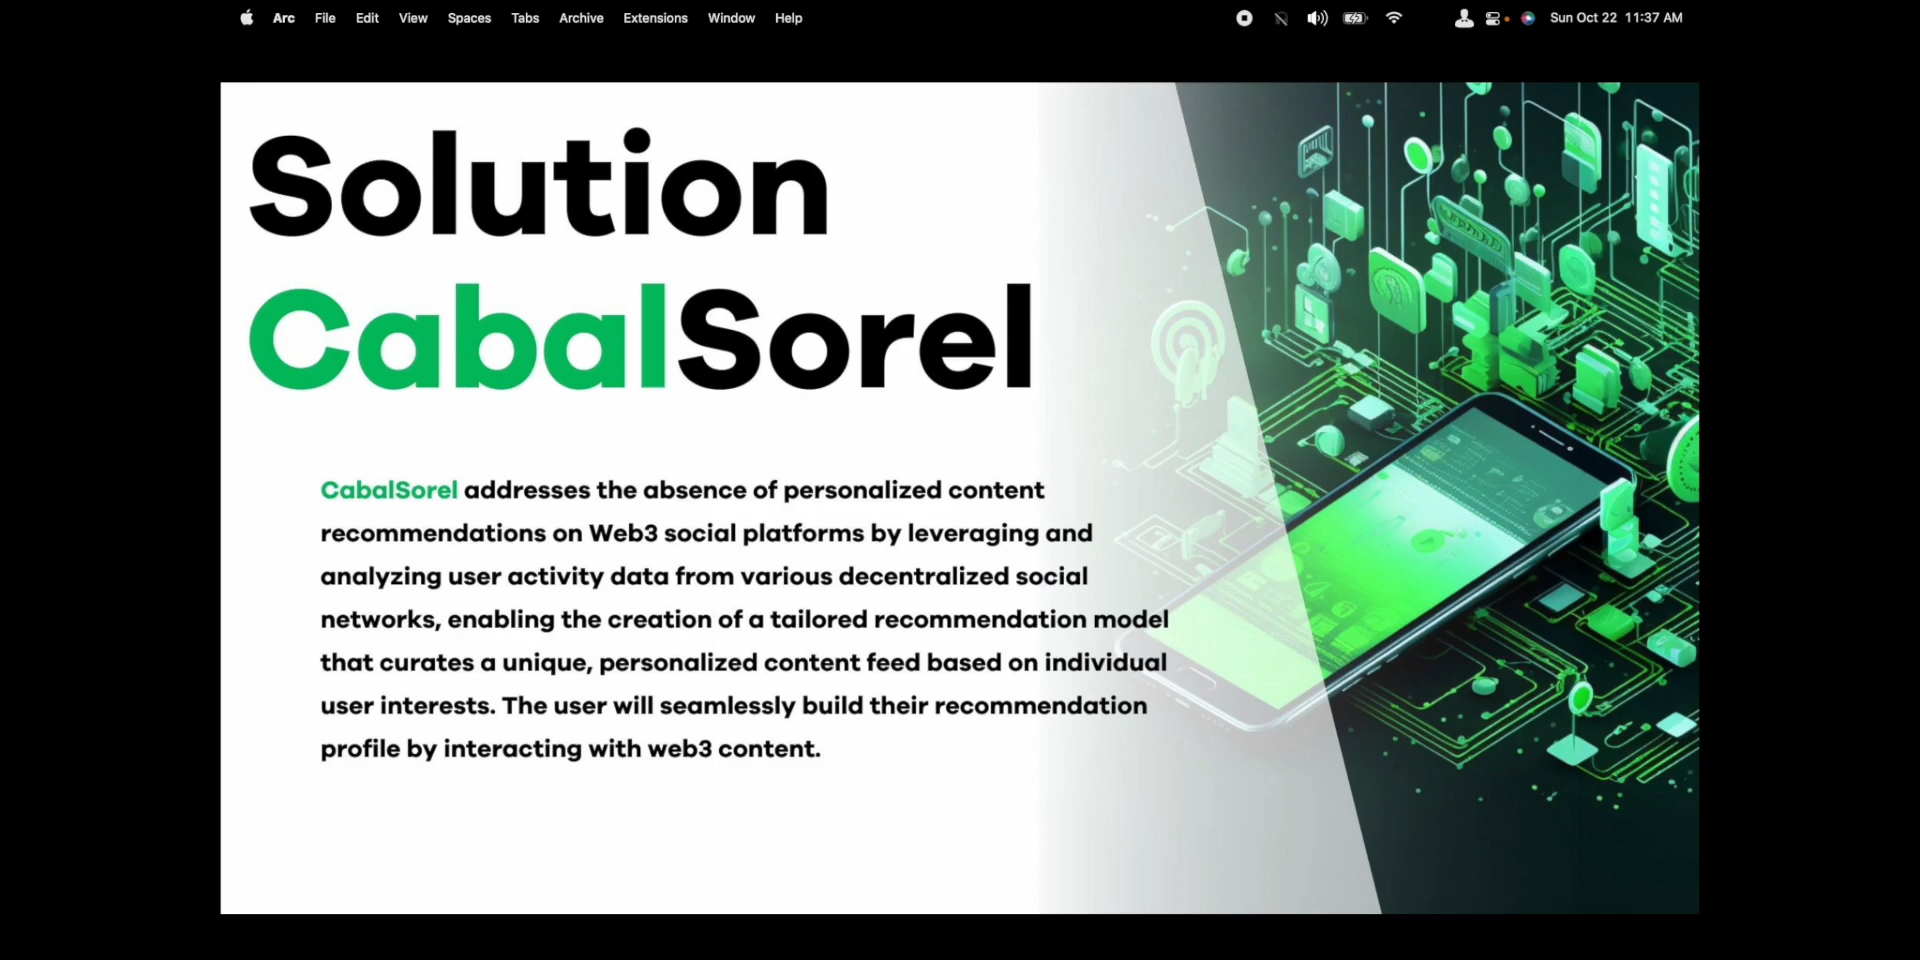 Arc File Edit View Spaces Tabs Archive Extensions Window Help Sun Oct 22 11:37 AM
Solution
CabalSorel
CabalSorel addresses the absence of personalized content
recommendations on Web3 social platforms by leveraging and
analyzing user activity data from various decentralized social
networks, enabling the creation of a tailored recommendation model
that curates a unique, personalized content feed based on individual
user interests. The user will seamlessly build their recommendation
profile by interacting with web3 content.